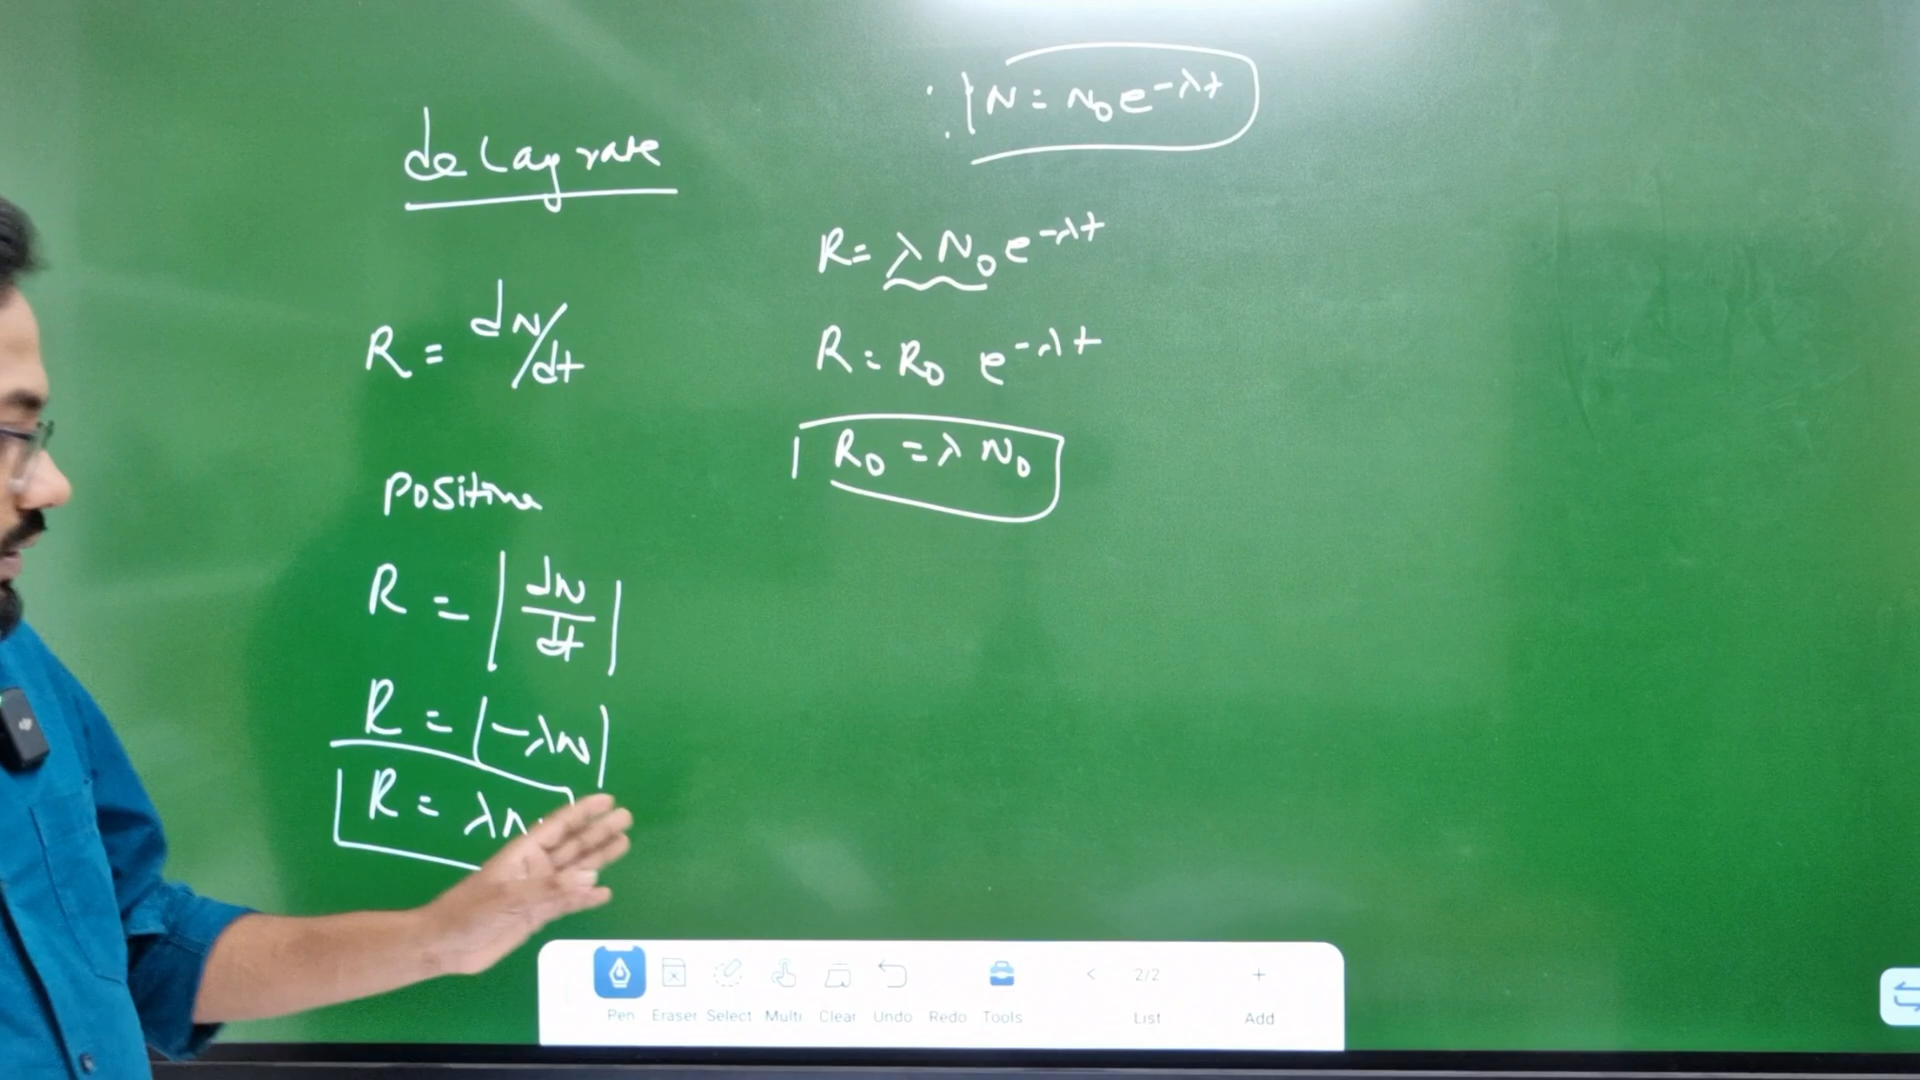 decay rate
R = dN/dt
Positive
R = |dN/dt|
R = |-λN|
R = λN
∴ N = N₀e^-λt
R = λN₀e^-λt
R = R₀ e^-λt
R₀ = λN₀
Pen Eraser Select Multi Clear Undo Redo Tools < 2/2 List + Add